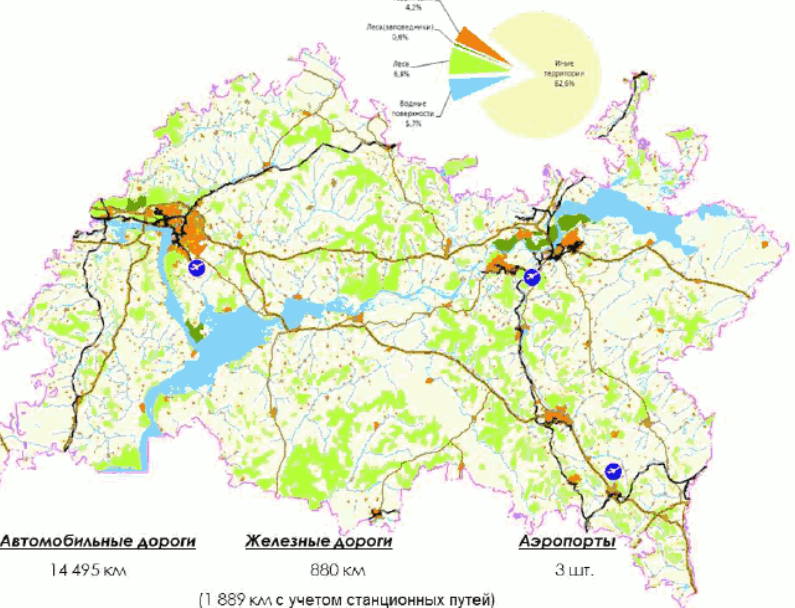 4,2%
Леса(заповедники)
0,6%
Леса
6,8%
Водные
поверхности
5,7%
Иные
территории
82,6%
Автомобильные дороги
14 495 км
Железные дороги
880 км
(1 889 км с учетом станционных путей)
Аэропорты
3 шт.